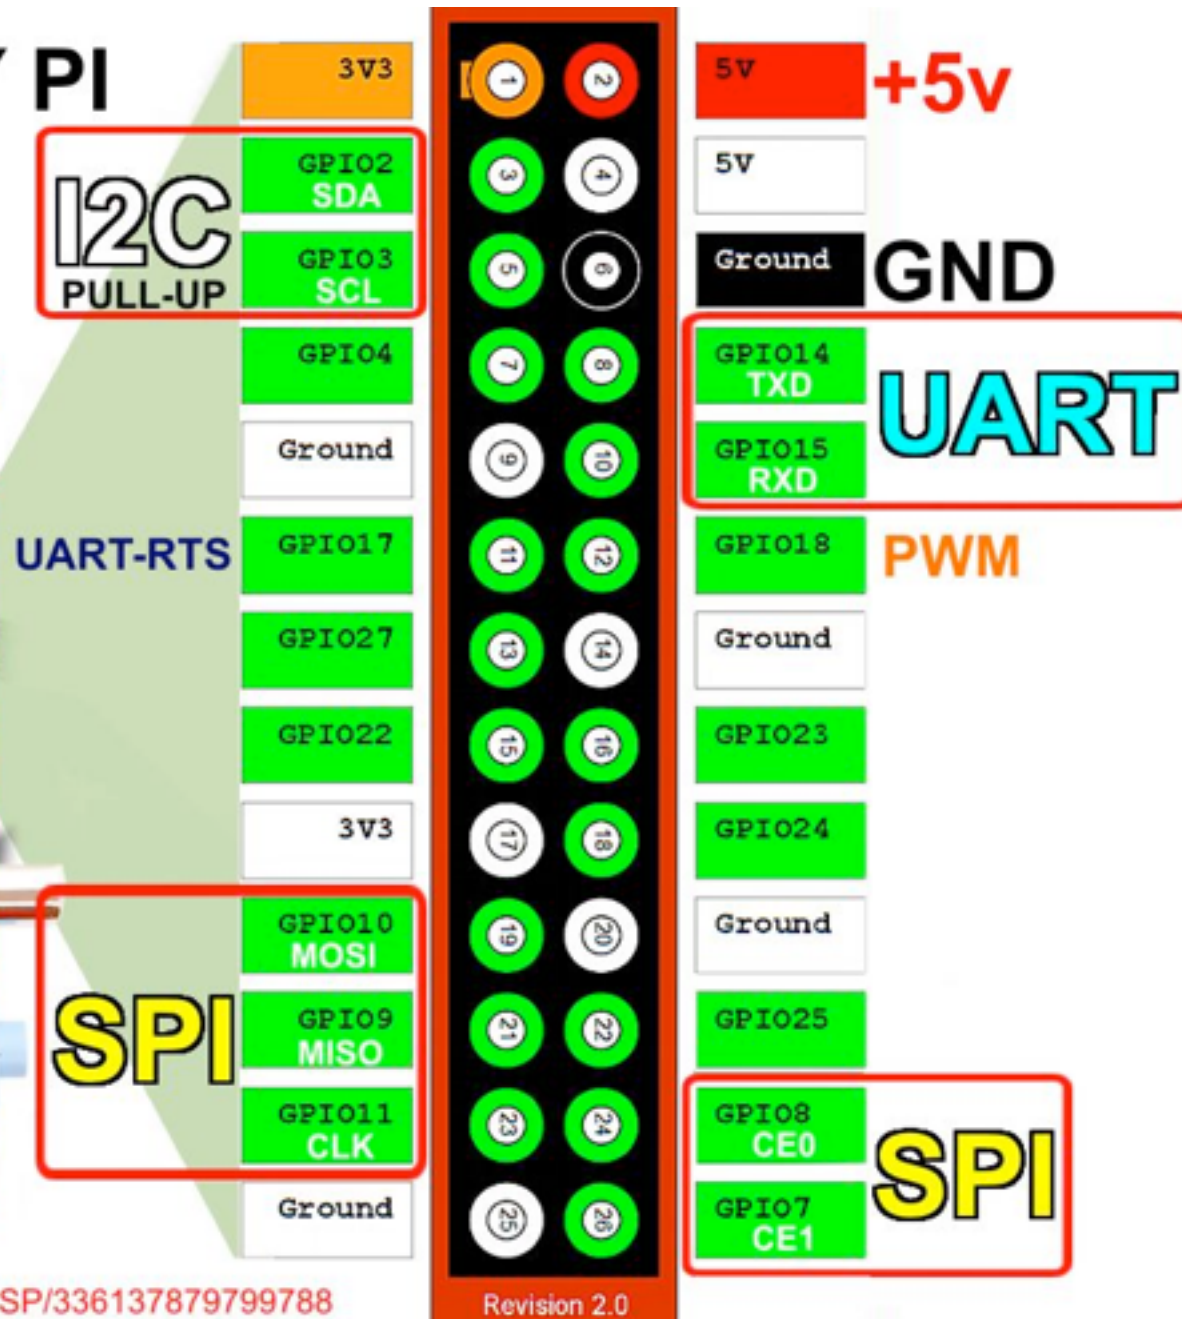 PI
3V3 1 2 5V +5v
GPIO2 SDA 3 4 5V
I2C
PULL-UP
GPIO3 SCL 5 6 Ground GND
GPIO4 7 8 GPIO14 TXD
UART
Ground 9 10 GPIO15 RXD
UART-RTS GPIO17 11 12 GPIO18 PWM
GPIO27 13 14 Ground
GPIO22 15 16 GPIO23
3V3 17 18 GPIO24
GPIO10 MOSI 19 20 Ground
SPI
GPIO9 MISO 21 22 GPIO25
GPIO11 CLK 23 24 GPIO8 CE0
SPI
Ground 25 26 GPIO7 CE1
SP/336137879799788
Revision 2.0